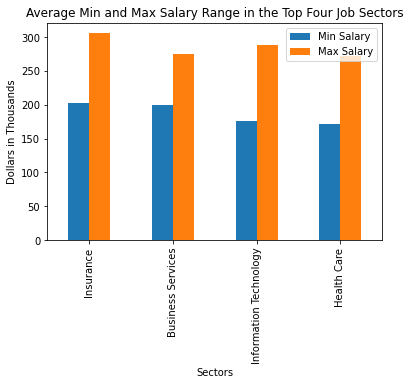 Average Min and Max Salary Range in the Top Four Job Sectors
Min Salary
Max Salary
Dollars in Thousands
300
250
200
150
100
50
0
Insurance
Business Services
Information Technology
Health Care
Sectors